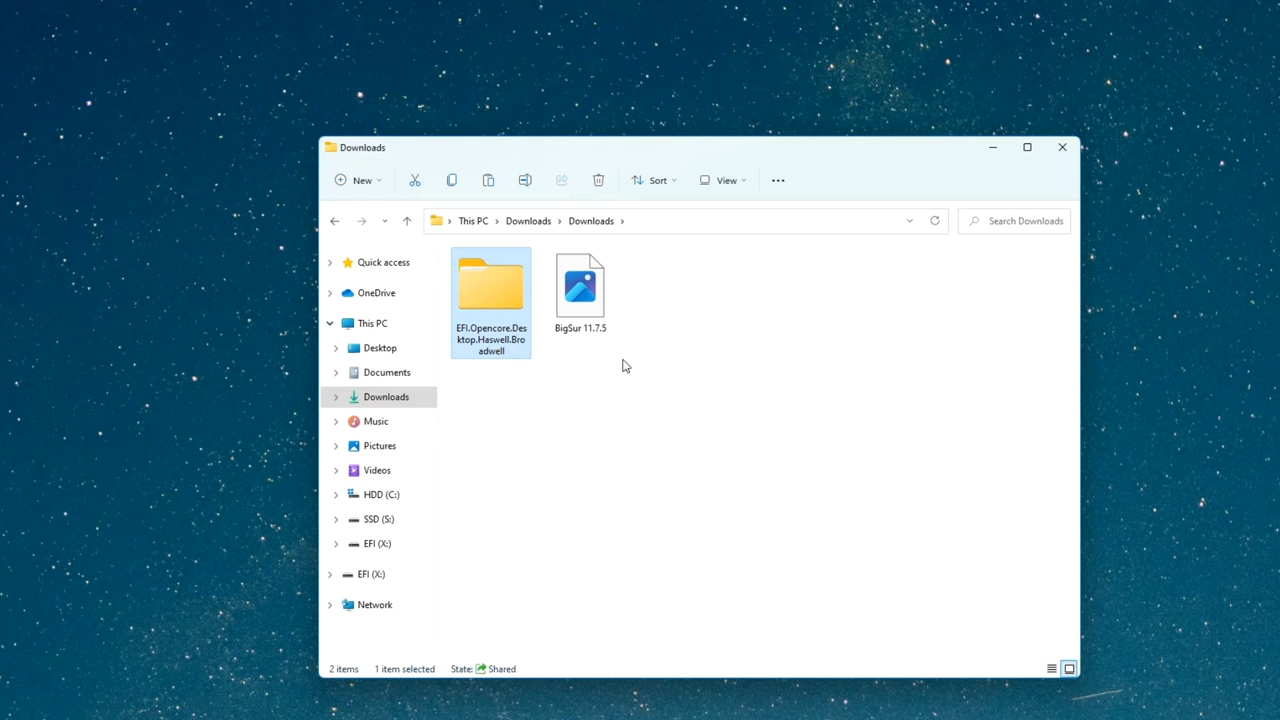 Downloads
New
Sort
View
This PC
Downloads
Downloads
Search Downloads
Quick access
OneDrive
This PC
Desktop
Documents
Downloads
Music
Pictures
Videos
HDD (C:)
SSD (S:)
EFI (X:)
EFI (X:)
Network
EFI.Opencore.Des
ktop.Haswell.Bro
adwell
BigSur 11.7.5
2 items
1 item selected
State:
Shared